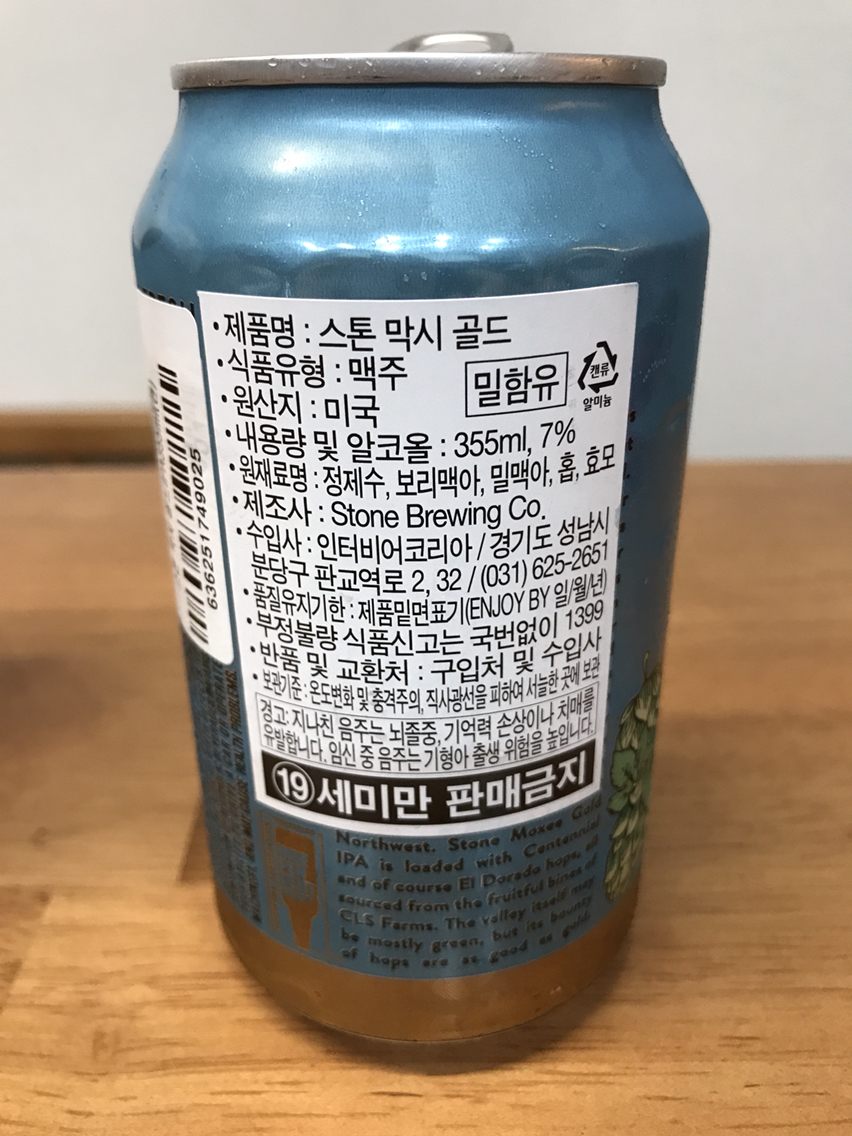 •제품명 : 스톤 막시 골드
•식품유형 : 맥주
밀함유
캔류
알미늄
•원산지 : 미국
•내용량 및 알코올 : 355ml, 7%
•원재료명 : 정제수, 보리맥아, 밀맥아, 홉, 효모
•제조사 : Stone Brewing Co.
•수입사 : 인터비어코리아 / 경기도 성남시
분당구 판교역로 2, 32 / (031) 625-2651
•품질유지기한 : 제품밑면표기(ENJOY BY 일/월/년)
•부정불량 식품신고는 국번없이 1399
•반품 및 교환처 : 구입처 및 수입사
•보관기준 : 온도변화 및 충격주의, 직사광선을 피하여 서늘한 곳에 보관
경고: 지나친 음주는 뇌졸중, 기억력 손상이나 치매를
유발합니다. 임신 중 음주는 기형아 출생 위험을 높입니다.
19세미만 판매금지
636251749025
Northwest. Stone Moxee Gold
IPA is loaded with Centennial
and of course El Dorado hops, all
sourced from the fruitful bines of
CLS Farms. The valley itself may
be mostly green, but its bounty
of hops are as good as gold.